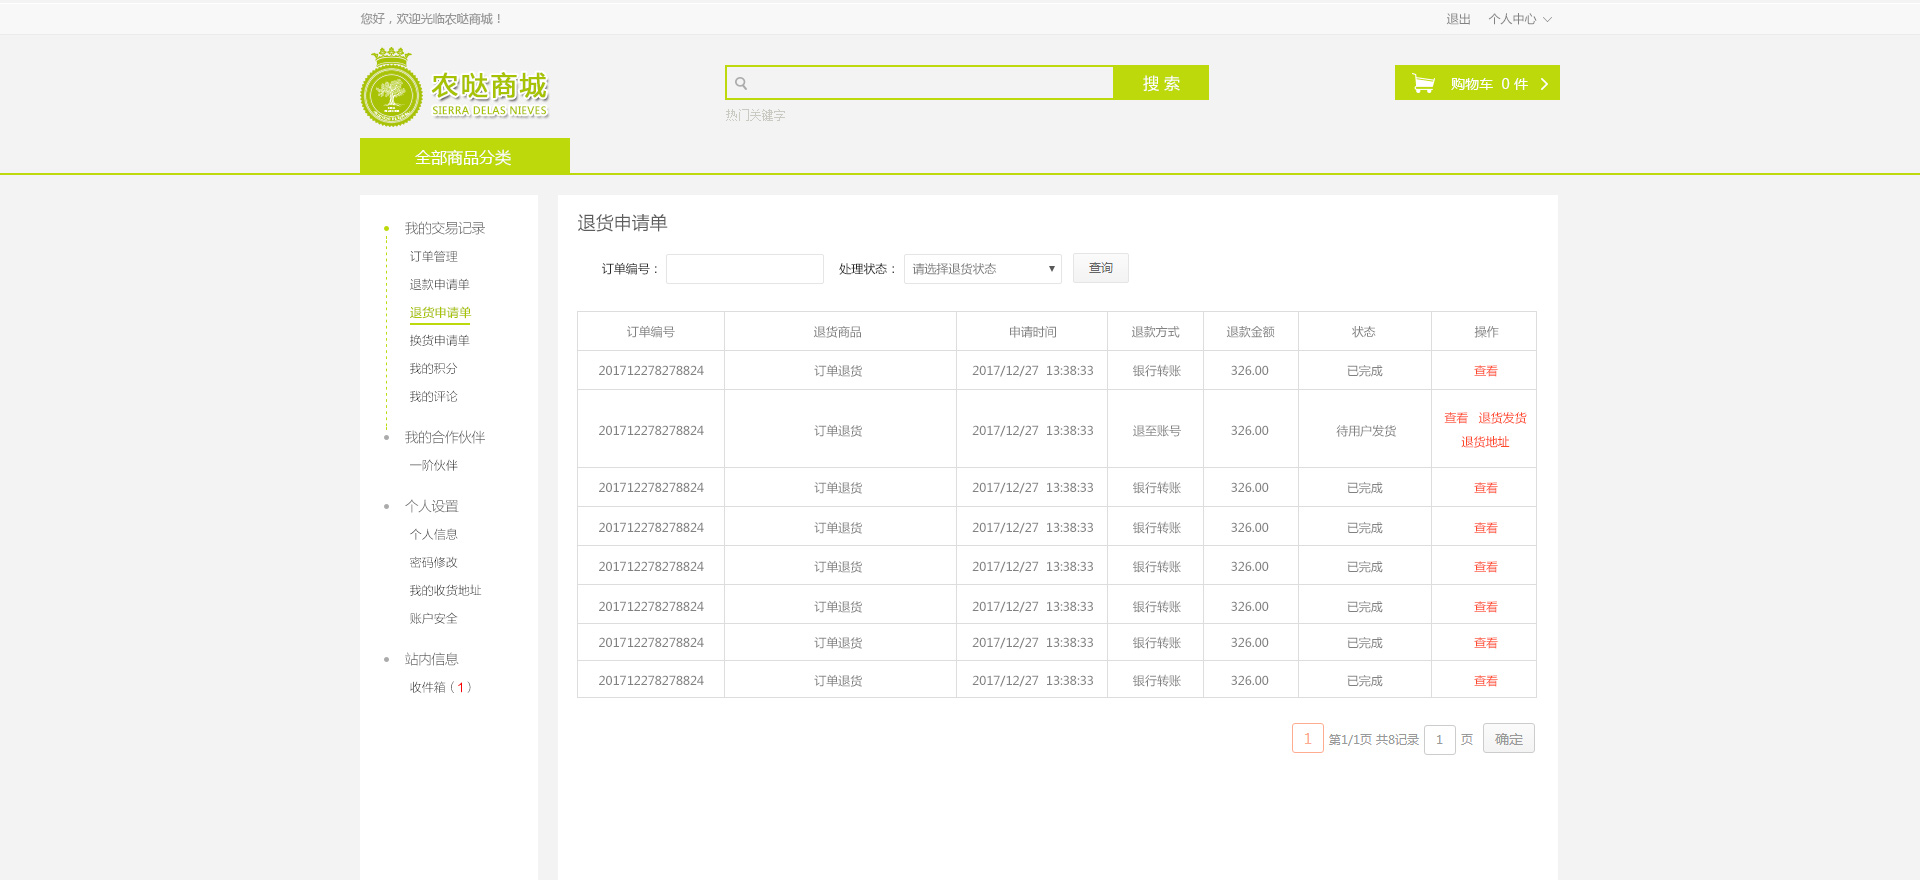 您好，欢迎光临农哒商城！
退出 个人中心
农哒商城
SIERRA DELAS NIEVES
搜 索
购物车 0 件
热门关键字
全部商品分类
我的交易记录
订单管理
退款申请单
退货申请单
换货申请单
我的积分
我的评论
我的合作伙伴
一阶伙伴
个人设置
个人信息
密码修改
我的收货地址
账户安全
站内信息
收件箱（1）
退货申请单
订单编号： 处理状态： 请选择退货状态 查询
订单编号 退货商品 申请时间 退款方式 退款金额 状态 操作
201712278278824 订单退货 2017/12/27 13:38:33 银行转账 326.00 已完成 查看
201712278278824 订单退货 2017/12/27 13:38:33 退至账号 326.00 待用户发货 查看 退货发货
退货地址
201712278278824 订单退货 2017/12/27 13:38:33 银行转账 326.00 已完成 查看
201712278278824 订单退货 2017/12/27 13:38:33 银行转账 326.00 已完成 查看
201712278278824 订单退货 2017/12/27 13:38:33 银行转账 326.00 已完成 查看
201712278278824 订单退货 2017/12/27 13:38:33 银行转账 326.00 已完成 查看
201712278278824 订单退货 2017/12/27 13:38:33 银行转账 326.00 已完成 查看
201712278278824 订单退货 2017/12/27 13:38:33 银行转账 326.00 已完成 查看
1 第1/1页 共8记录 1 页 确定